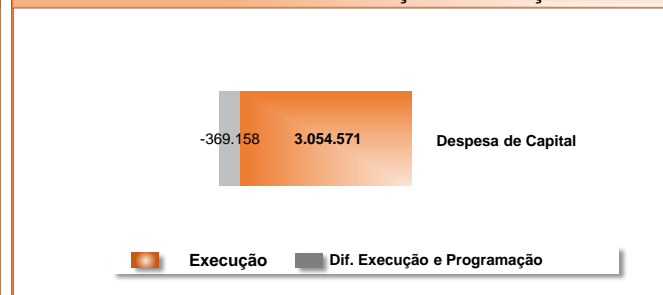 -369.158 3.054.571 Despesa de Capital
Execução Dif. Execução e Programação